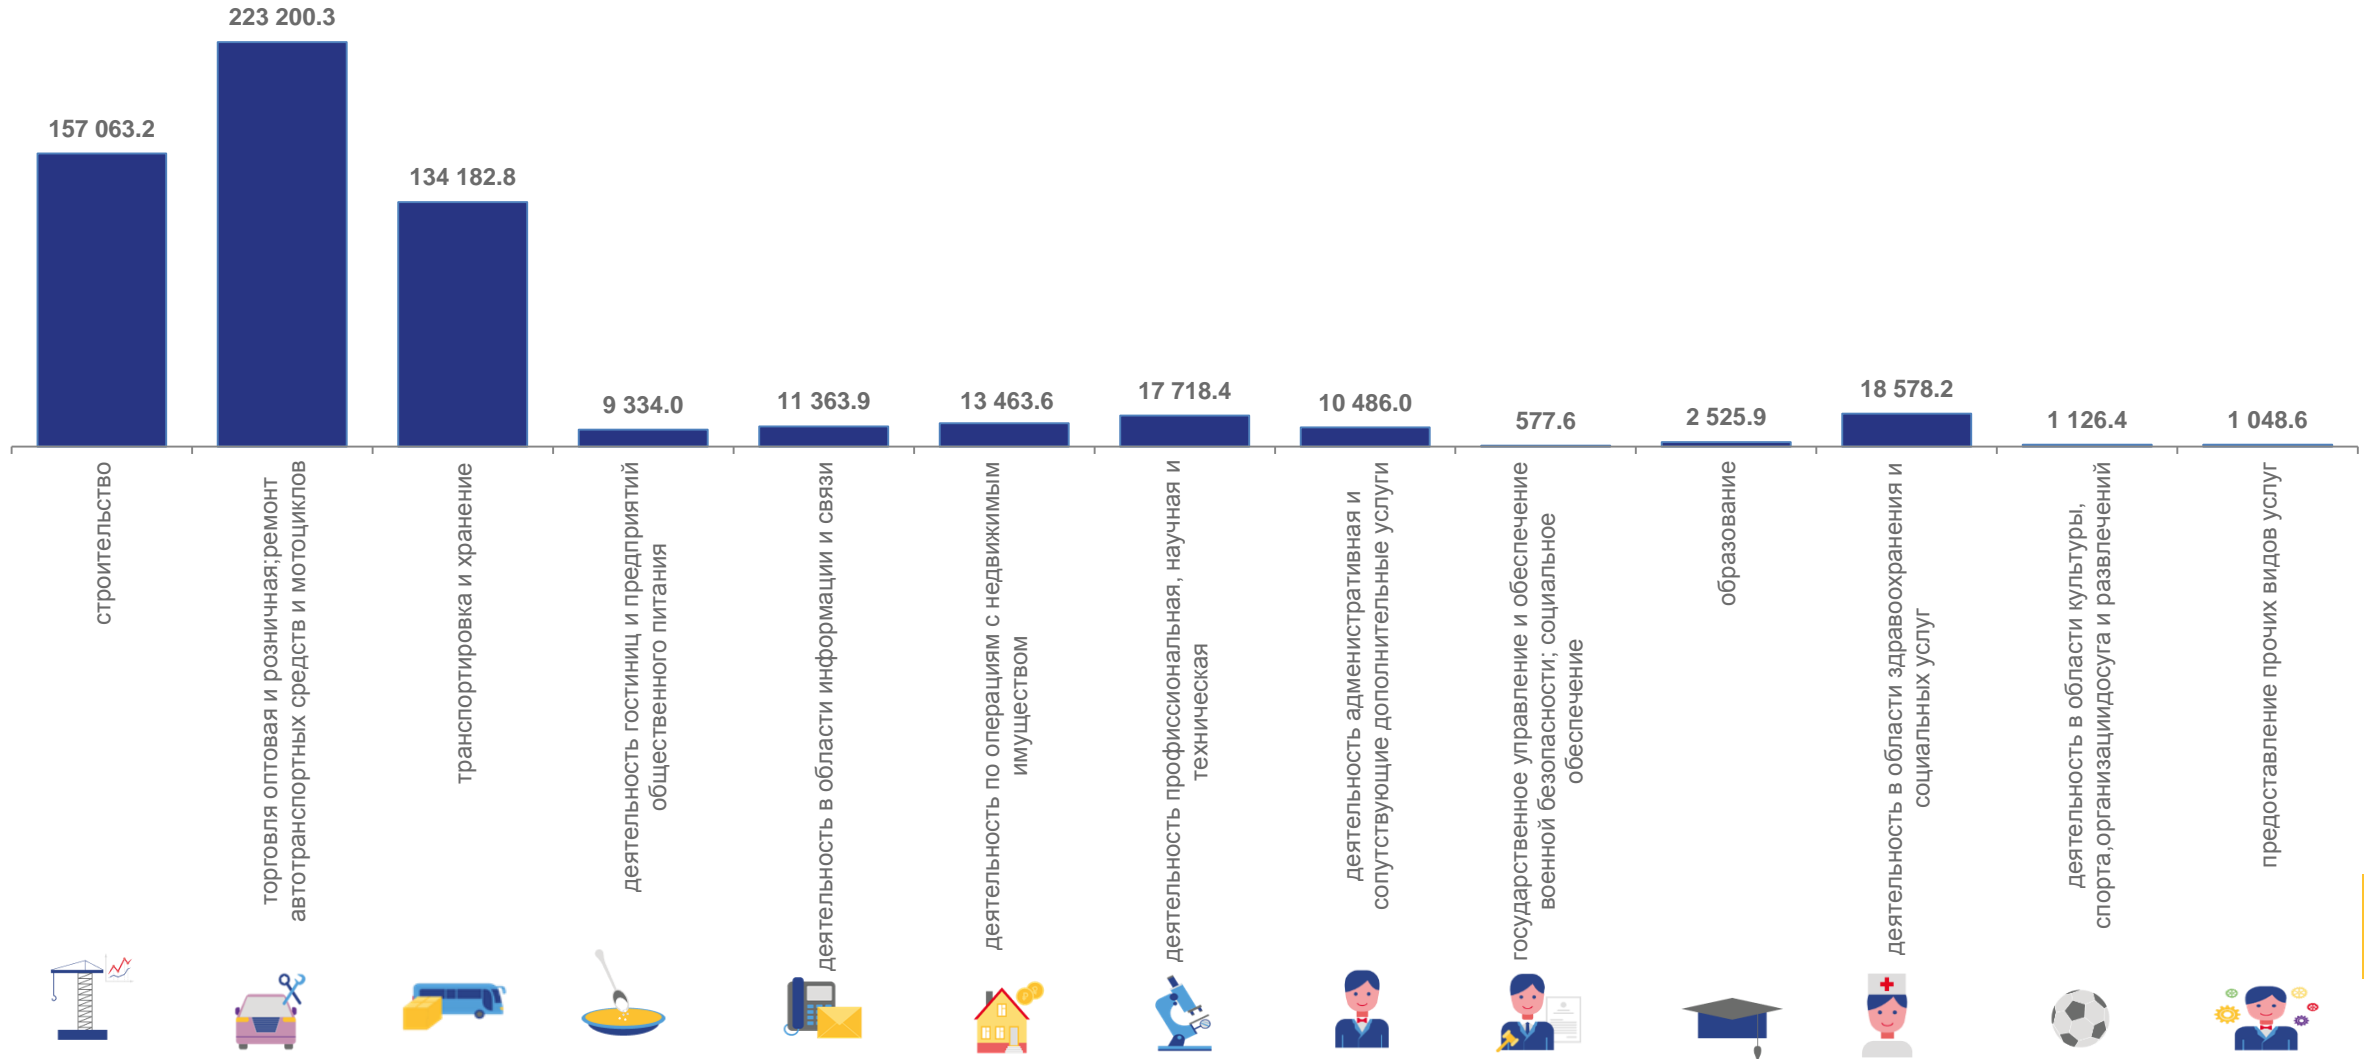 223 200.3
157 063.2
134 182.8
9 334.0
11 363.9
13 463.6
17 718.4
10 486.0
577.6
2 525.9
18 578.2
1 126.4
1 048.6
строительство
торговля оптовая и розничная;ремонт
автотранспортных средств и мотоциклов
транспортировка и хранение
деятельность гостиниц и предприятий
общественного питания
деятельность в области информации и связи
деятельность по операциям с недвижимым
имуществом
деятельность профиссиональная, научная и
техническая
деятельность адменистративная и
сопутствующие дополнительные услуги
государственное управление и обеспечение
военной безопасности; социальное
обеспечение
образование
деятельность в области здравоохранения и
социальных услуг
деятельность в области культуры,
спорта,организациидосуга и развлечений
предоставление прочих видов услуг